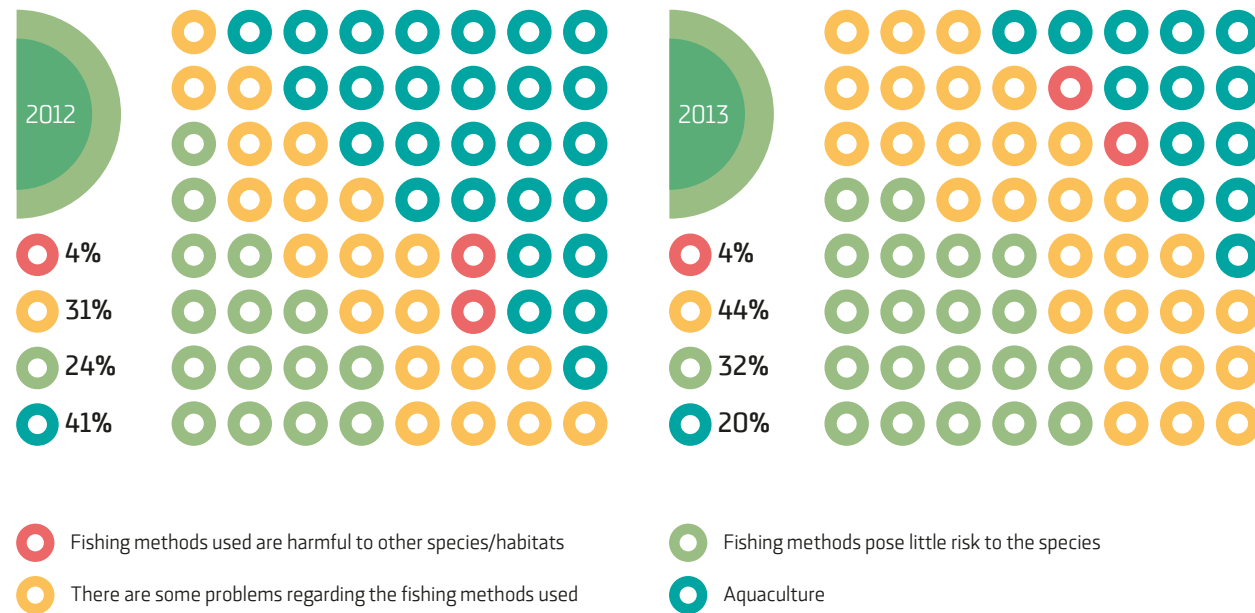 2012
4%
31%
24%
41%
2013
4%
44%
32%
20%
Fishing methods used are harmful to other species/habitats
There are some problems regarding the fishing methods used
Fishing methods pose little risk to the species
Aquaculture